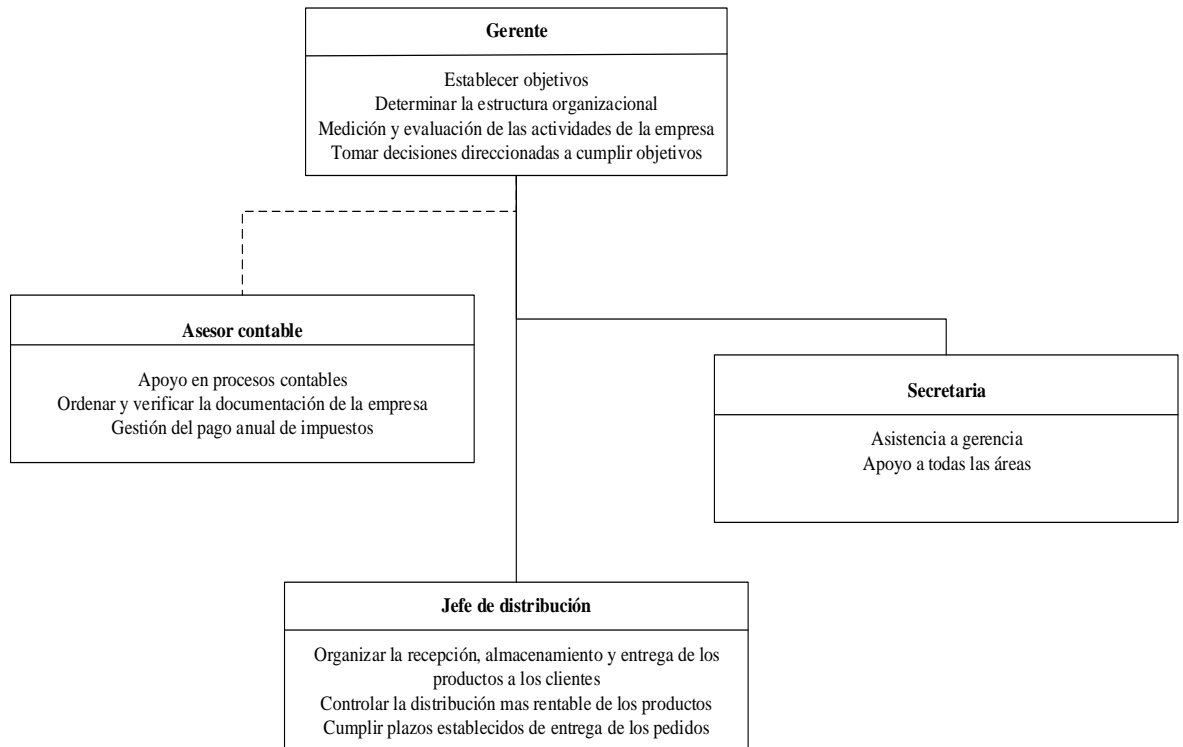 Gerente
Establecer objetivos
Determinar la estructura organizacional
Medición y evaluación de las actividades de la empresa
Tomar decisiones direccionadas a cumplir objetivos
Asesor contable
Apoyo en procesos contables
Ordenar y verificar la documentación de la empresa
Gestión del pago anual de impuestos
Secretaria
Asistencia a gerencia
Apoyo a todas las áreas
Jefe de distribución
Organizar la recepción, almacenamiento y entrega de los
productos a los clientes
Controlar la distribución mas rentable de los productos
Cumplir plazos establecidos de entrega de los pedidos